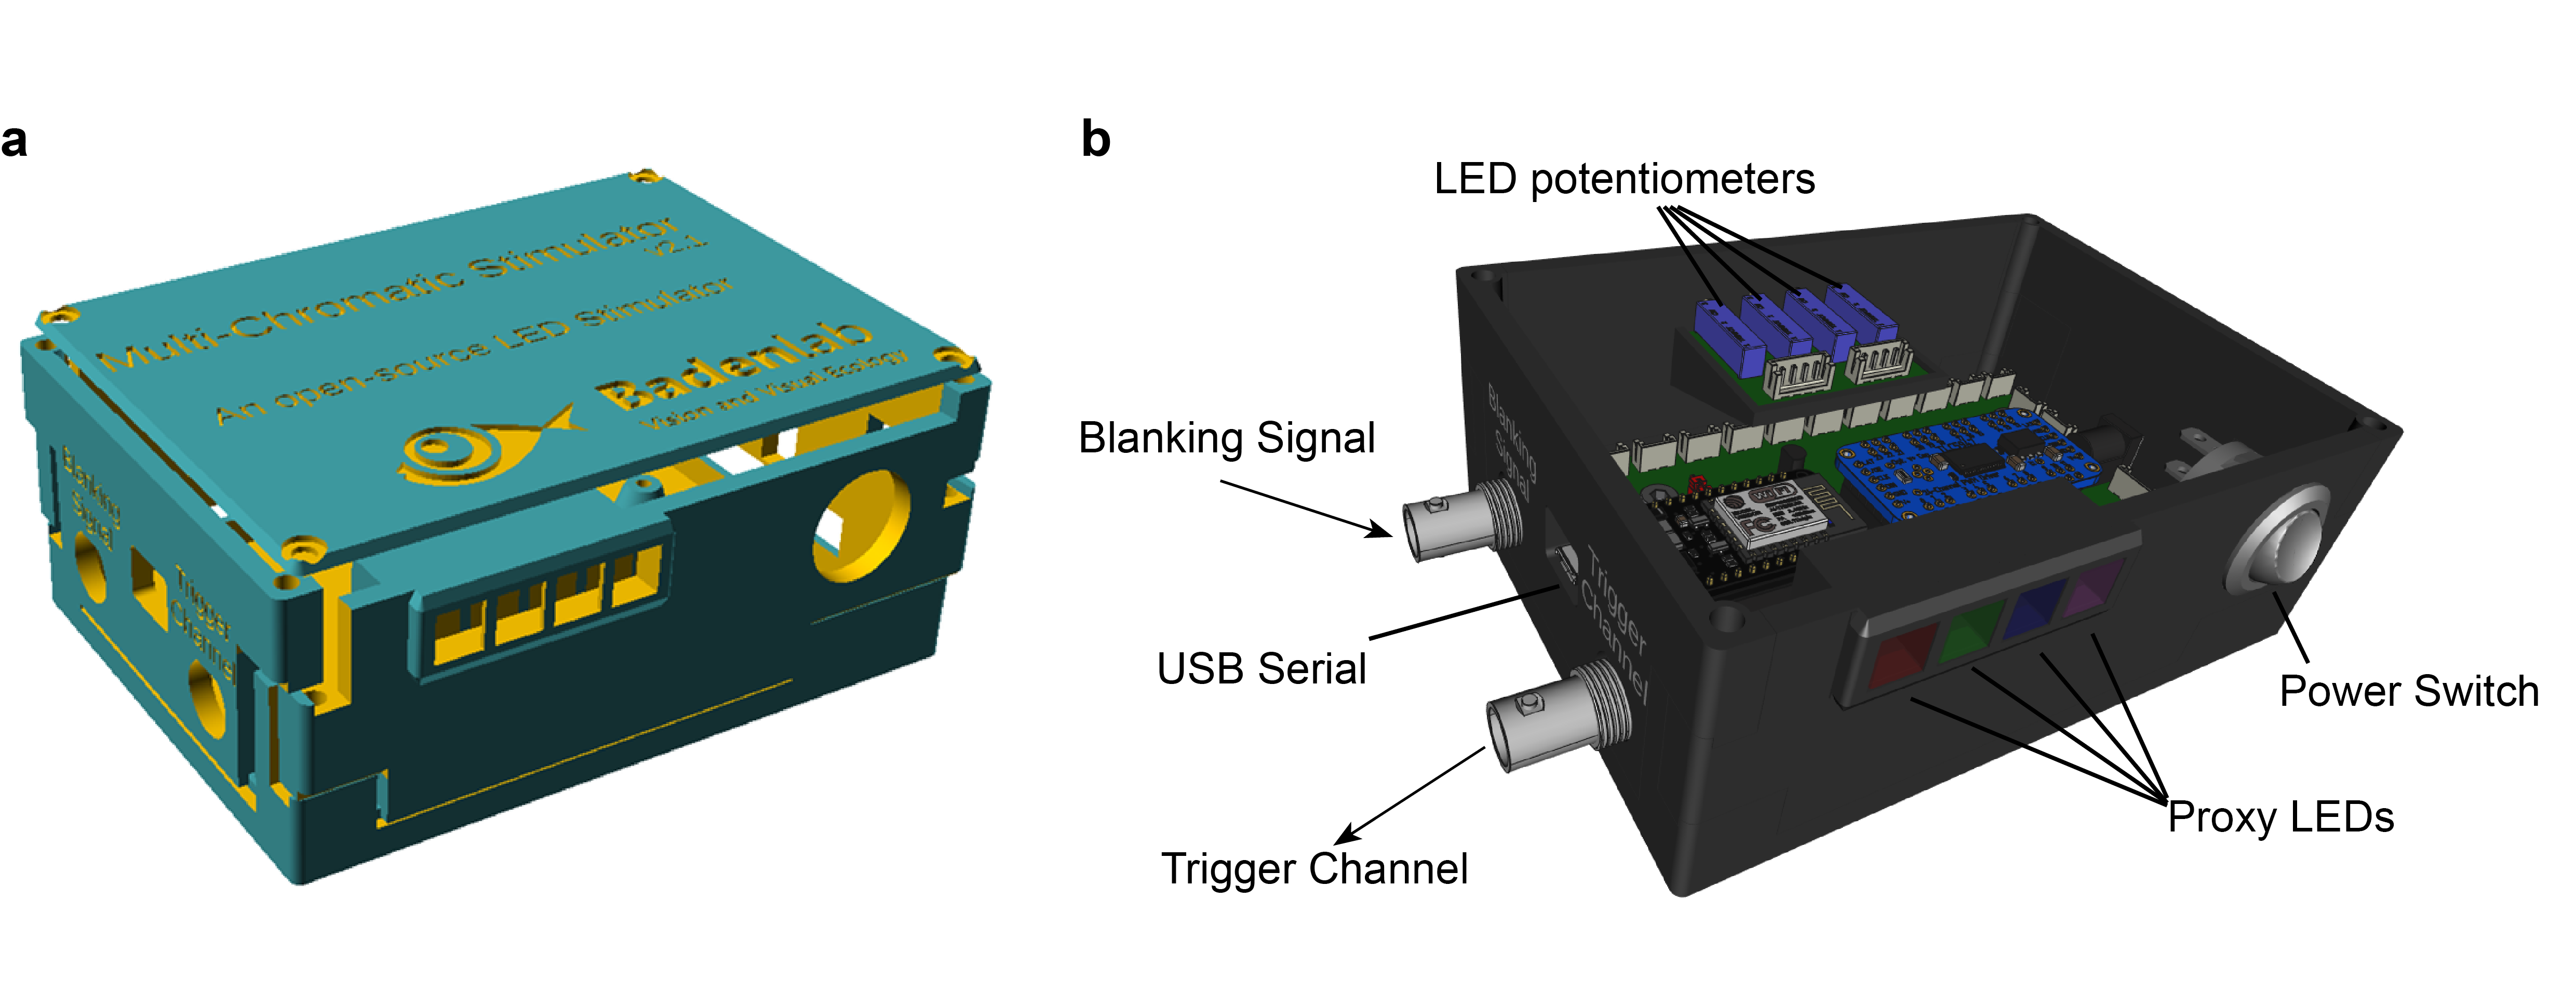 a
Multi-Chromatic Stimulator
v2.1
An open-source LED Stimulator
Badenlab
Vision and Visual Ecology
Blanking
Signal
Trigger
Channel
b
LED potentiometers
Blanking Signal
USB Serial
Trigger Channel
Power Switch
Proxy LEDs
Blanking
Signal
Trigger
Channel
WiFi